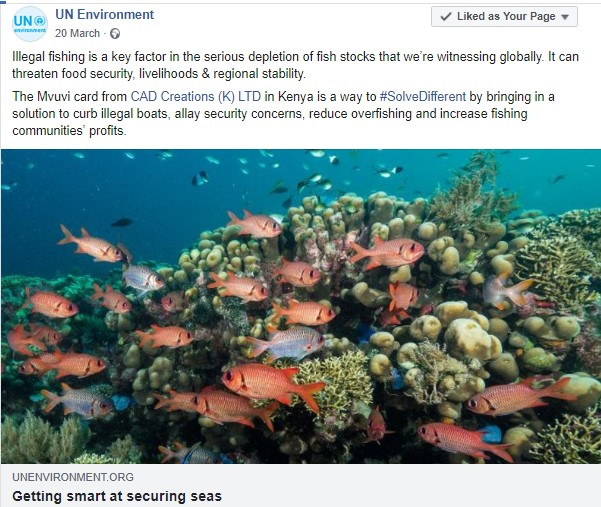 UN Environment
20 March ·
Liked as Your Page
UN
environment
Illegal fishing is a key factor in the serious depletion of fish stocks that we're witnessing globally. It can
threaten food security, livelihoods & regional stability.
The Mvuvi card from CAD Creations (K) LTD in Kenya is a way to #SolveDifferent by bringing in a
solution to curb illegal boats, allay security concerns, reduce overfishing and increase fishing
communities' profits.
UNENVIRONMENT.ORG
Getting smart at securing seas